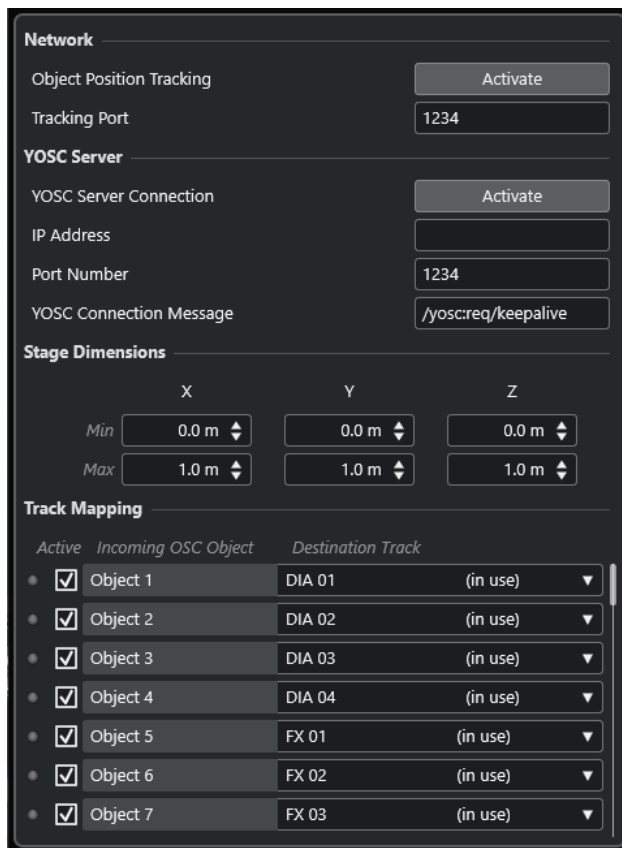 Network
Object Position Tracking Activate
Tracking Port 1234
YOSC Server
YOSC Server Connection Activate
IP Address
Port Number 1234
YOSC Connection Message /yosc:req/keepalive
Stage Dimensions
X Y Z
Min 0.0 m 0.0 m 0.0 m
Max 1.0 m 1.0 m 1.0 m
Track Mapping
Active Incoming OSC Object Destination Track
Object 1 DIA 01 (in use)
Object 2 DIA 02 (in use)
Object 3 DIA 03 (in use)
Object 4 DIA 04 (in use)
Object 5 FX 01 (in use)
Object 6 FX 02 (in use)
Object 7 FX 03 (in use)